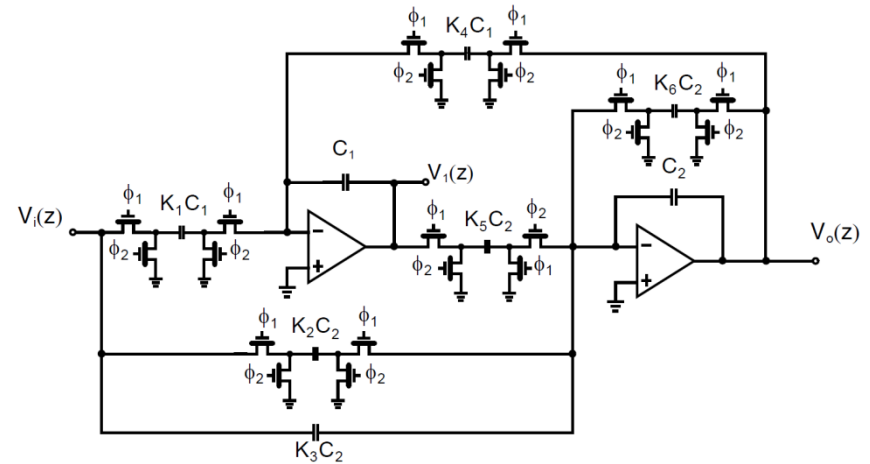 ϕ1 K4C1 ϕ1
ϕ2 ϕ2
ϕ1 K6C2 ϕ1
ϕ2 ϕ2
C1
V1(z)
C2
Vi(z)
ϕ1 K1C1 ϕ1
ϕ2 ϕ2
−
+
ϕ1 K5C2 ϕ2
ϕ2 ϕ1
−
+
Vo(z)
ϕ1 K2C2 ϕ1
ϕ2 ϕ2
K3C2